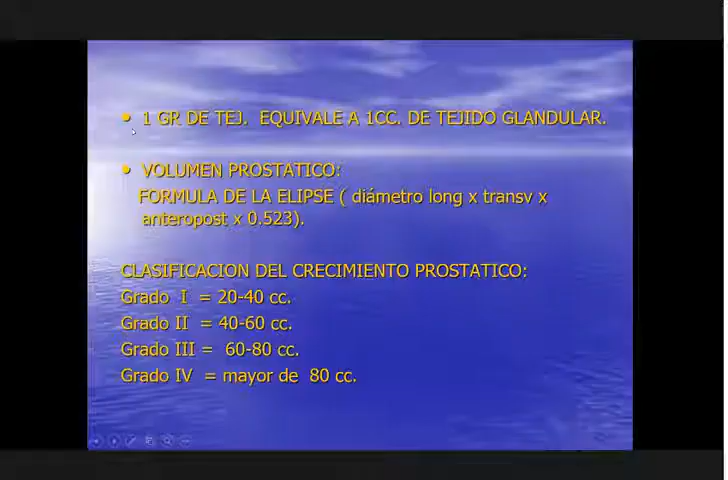 • 1 GR DE TEJ. EQUIVALE A 1CC. DE TEJIDO GLANDULAR.
• VOLUMEN PROSTATICO:
FORMULA DE LA ELIPSE ( diámetro long x transv x
anteropost x 0.523).
CLASIFICACION DEL CRECIMIENTO PROSTATICO:
Grado I = 20-40 cc.
Grado II = 40-60 cc.
Grado III = 60-80 cc.
Grado IV = mayor de 80 cc.